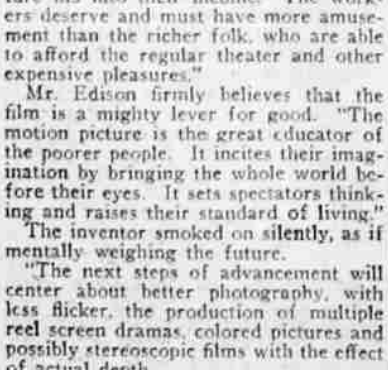 ers deserve and must have more amuse-
ment than the richer folk, who are able
to afford the regular theater and other
expensive pleasures."
Mr. Edison firmly believes that the
film is a mighty lever for good. "The
motion picture is the great educator of
the poorer people. It incites their imag-
ination by bringing the whole world be-
fore their eyes. It sets spectators think-
ing and raises their standard of living."
The inventor smoked on silently, as if
mentally weighing the future.
"The next steps of advancement will
center about better photography, with
less flicker, the production of multiple
reel screen dramas, colored pictures and
possibly stereoscopic films with the effect
of actual depth